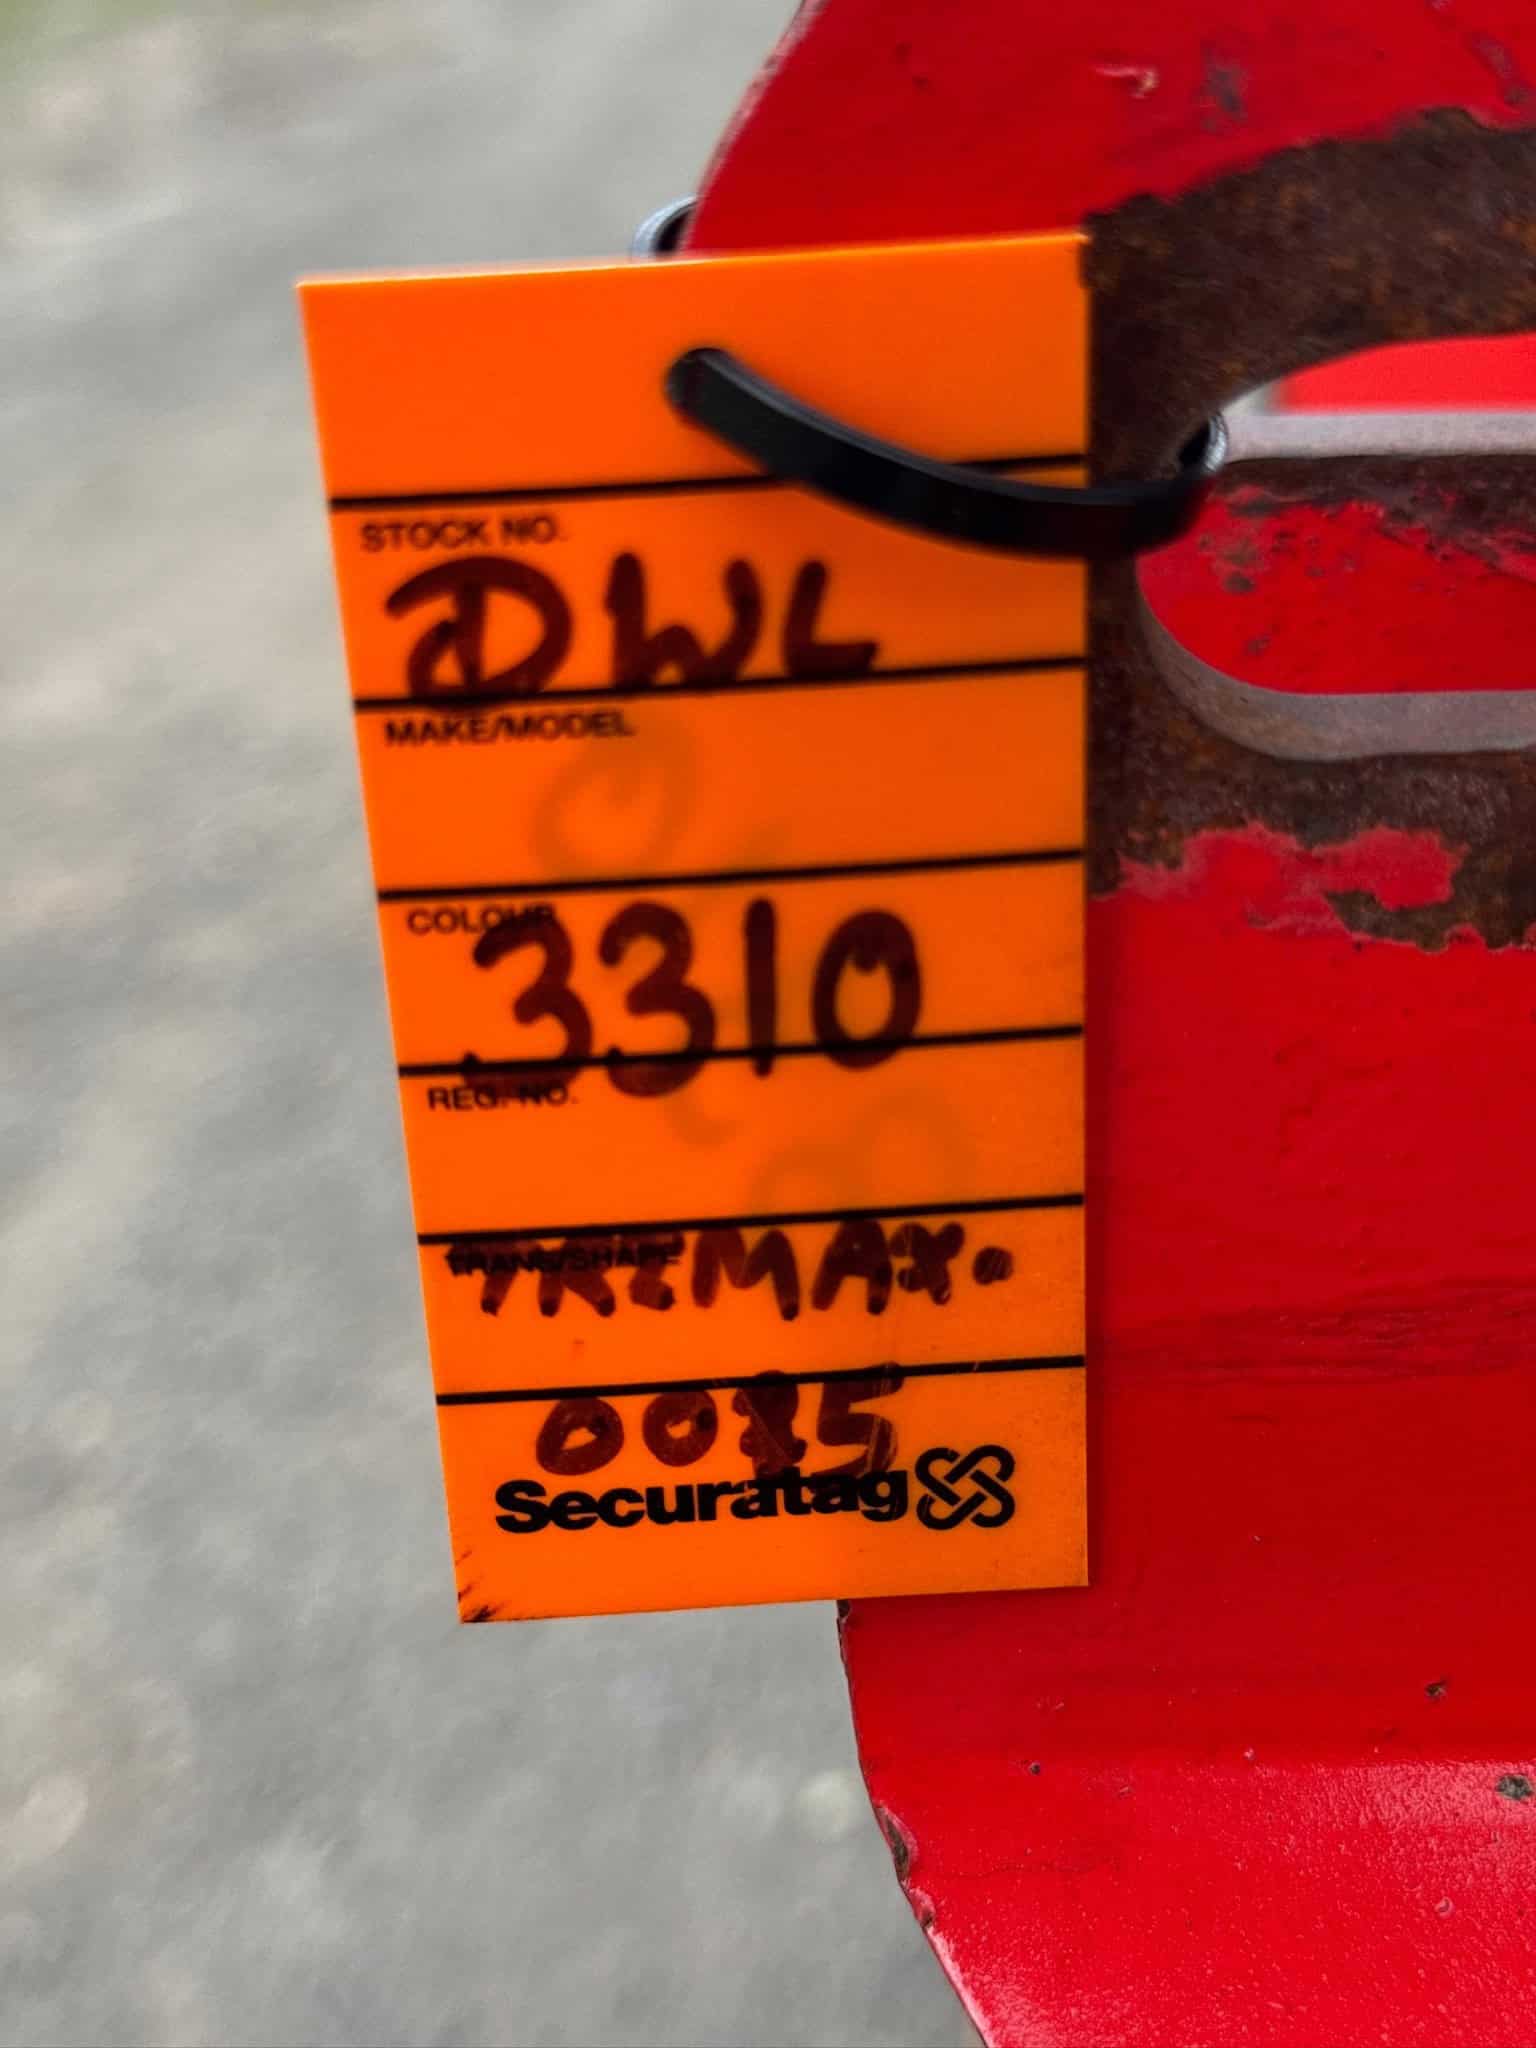 STOCK NO.
DWL
MAKE/MODEL
COLOUR
3310
REG. NO.
TRANS/SHAPE
TREMAX.
Securatag